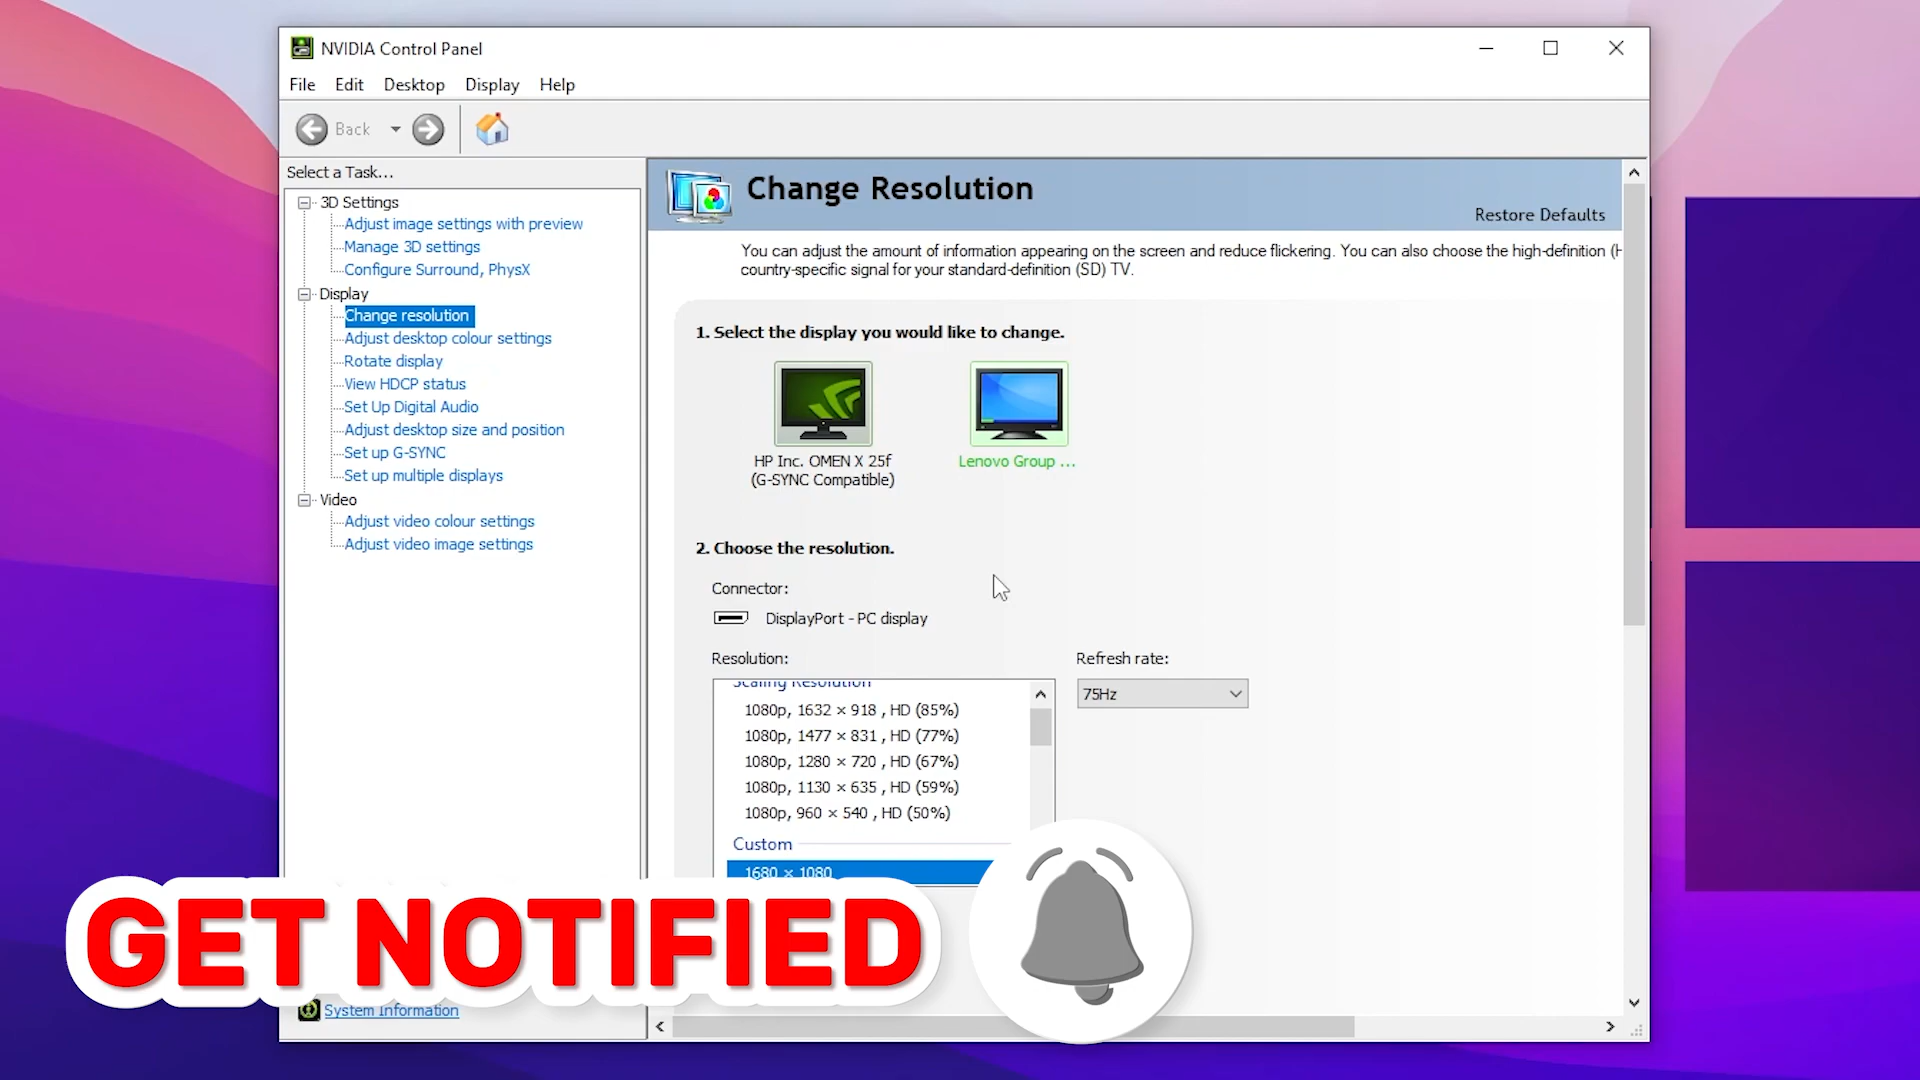 NVIDIA Control Panel
File Edit Desktop Display Help
Back
Select a Task...
3D Settings
Adjust image settings with preview
Manage 3D settings
Configure Surround, PhysX
Display
Change resolution
Adjust desktop colour settings
Rotate display
View HDCP status
Set Up Digital Audio
Adjust desktop size and position
Set up G-SYNC
Set up multiple displays
Video
Adjust video colour settings
Adjust video image settings
System Information
Change Resolution
Restore Defaults
You can adjust the amount of information appearing on the screen and reduce flickering. You can also choose the high-definition (H
country-specific signal for your standard-definition (SD) TV.
1. Select the display you would like to change.
HP Inc. OMEN X 25f
(G-SYNC Compatible)
Lenovo Group ...
2. Choose the resolution.
Connector:
DisplayPort - PC display
Resolution:
Scaling Resolution
1080p, 1632 × 918 , HD (85%)
1080p, 1477 × 831 , HD (77%)
1080p, 1280 × 720 , HD (67%)
1080p, 1130 × 635 , HD (59%)
1080p, 960 × 540 , HD (50%)
Custom
1680 × 1080
Refresh rate:
75Hz
GET NOTIFIED